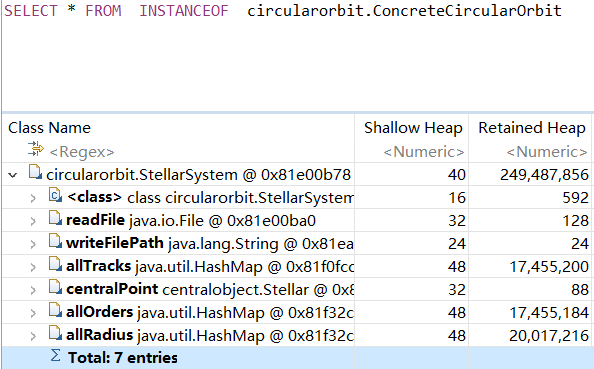 SELECT * FROM  INSTANCEOF  circularorbit.ConcreteCircularOrbit
Class Name Shallow Heap Retained Heap
<Regex> <Numeric> <Numeric>
circularorbit.StellarSystem @ 0x81e00b78 40 249,487,856
<class> class circularorbit.StellarSystem 16 592
readFile java.io.File @ 0x81e00ba0 32 128
writeFilePath java.lang.String @ 0x81ea 24 24
allTracks java.util.HashMap @ 0x81f0fcc 48 17,455,200
centralPoint centralobject.Stellar @ 0x8 32 88
allOrders java.util.HashMap @ 0x81f32c 48 17,455,184
allRadius java.util.HashMap @ 0x81f32c 48 20,017,216
Σ Total: 7 entries